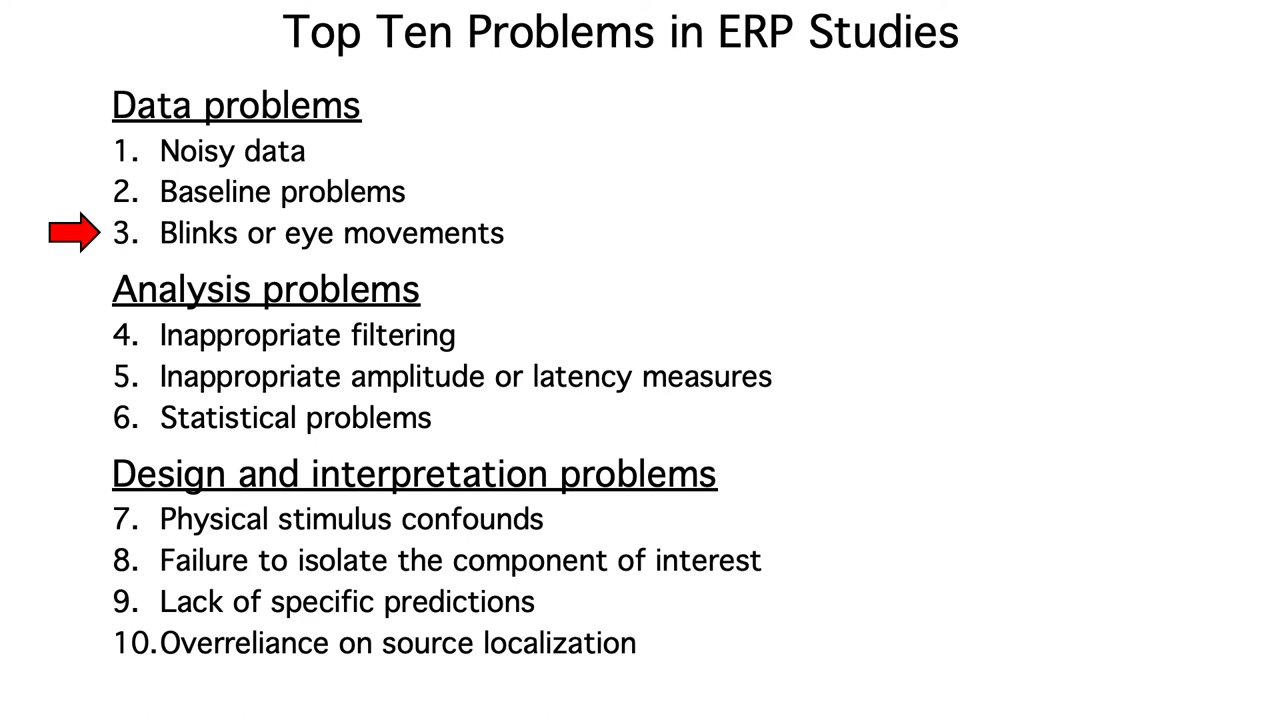 Top Ten Problems in ERP Studies
Data problems
1. Noisy data
2. Baseline problems
3. Blinks or eye movements
Analysis problems
4. Inappropriate filtering
5. Inappropriate amplitude or latency measures
6. Statistical problems
Design and interpretation problems
7. Physical stimulus confounds
8. Failure to isolate the component of interest
9. Lack of specific predictions
10. Overreliance on source localization